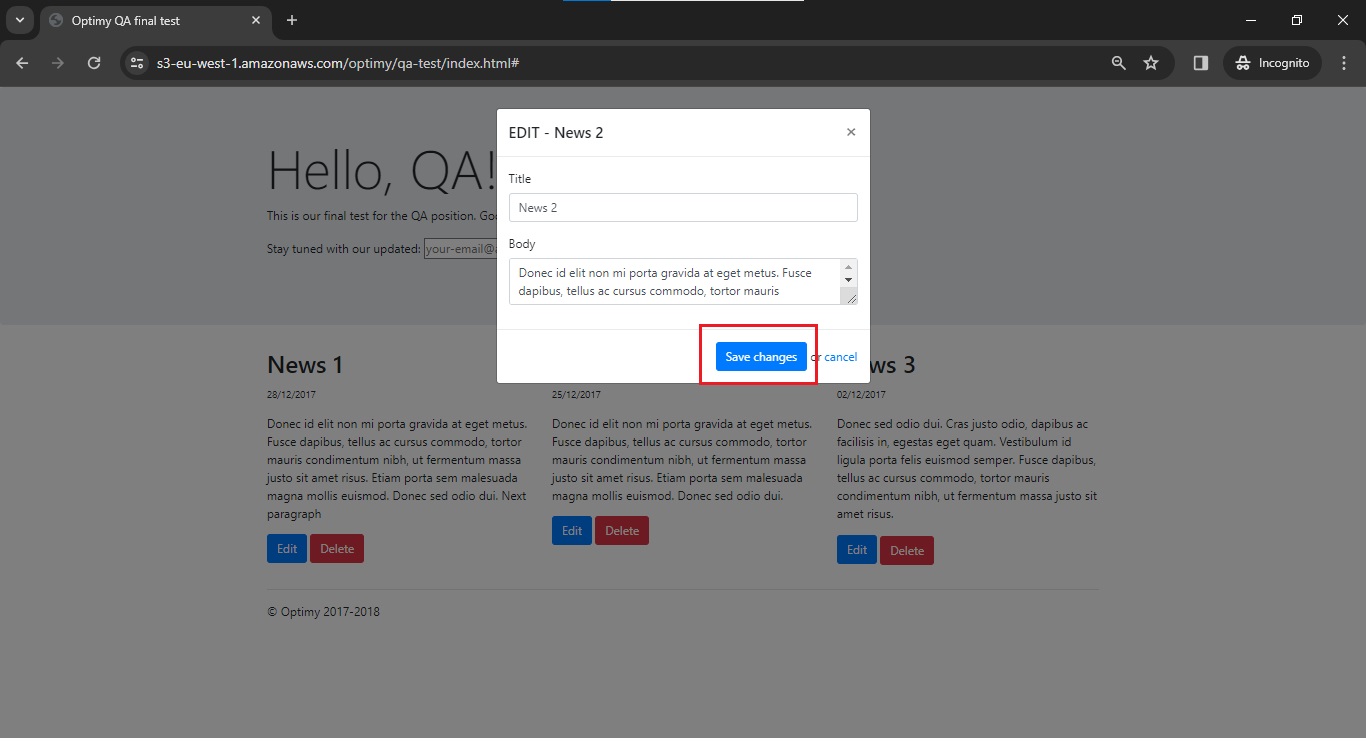 Optimy QA final test
s3-eu-west-1.amazonaws.com/optimy/qa-test/index.html#
Incognito
EDIT - News 2
×
Title
News 2
Body
Donec id elit non mi porta gravida at eget metus. Fusce
dapibus, tellus ac cursus commodo, tortor mauris
Save changes or cancel
Hello, QA!
This is our final test for the QA position.
Stay tuned with our updated: your-email@
News 1
28/12/2017
Donec id elit non mi porta gravida at eget metus.
Fusce dapibus, tellus ac cursus commodo, tortor
mauris condimentum nibh, ut fermentum massa
justo sit amet risus. Etiam porta sem malesuada
magna mollis euismod. Donec sed odio dui. Next
paragraph
Edit Delete
25/12/2017
Donec id elit non mi porta gravida at eget metus.
Fusce dapibus, tellus ac cursus commodo, tortor
mauris condimentum nibh, ut fermentum massa
justo sit amet risus. Etiam porta sem malesuada
magna mollis euismod. Donec sed odio dui.
Edit Delete
ws 3
02/12/2017
Donec sed odio dui. Cras justo odio, dapibus ac
facilisis in, egestas eget quam. Vestibulum id
ligula porta felis euismod semper. Fusce dapibus,
tellus ac cursus commodo, tortor mauris
condimentum nibh, ut fermentum massa justo sit
amet risus.
Edit Delete
© Optimy 2017-2018